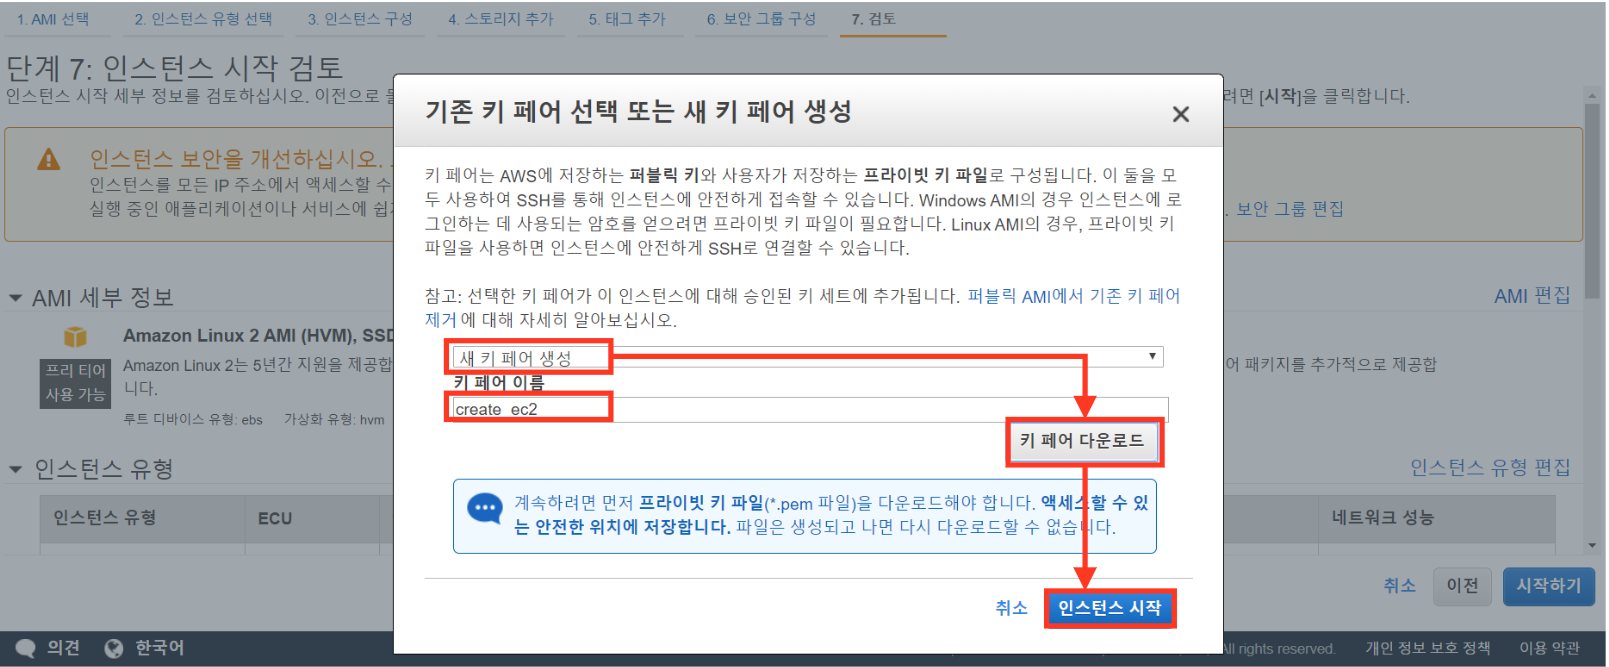 1. AMI 선택
2. 인스턴스 유형 선택
3. 인스턴스 구성
4. 스토리지 추가
5. 태그 추가
6. 보안 그룹 구성
7. 검토
단계 7: 인스턴스 시작 검토
인스턴스 시작 세부 정보를 검토하십시오. 이전으로
려면 [시작]을 클릭합니다.
인스턴스 보안을 개선하십시오.
인스턴스를 모든 IP 주소에서 액세스할 수
실행 중인 애플리케이션이나 서비스에 쉽
보안 그룹 편집
AMI 세부 정보
AMI 편집
Amazon Linux 2 AMI (HVM), SSD
프리 티어
사용 가능
Amazon Linux 2는 5년간 지원을 제공합
니다.
어 패키지를 추가적으로 제공합
루트 디바이스 유형: ebs 가상화 유형: hvm
인스턴스 유형
인스턴스 유형 편집
인스턴스 유형
ECU
네트워크 성능
기존 키 페어 선택 또는 새 키 페어 생성
키 페어는 AWS에 저장하는 퍼블릭 키와 사용자가 저장하는 프라이빗 키 파일로 구성됩니다. 이 둘을 모
두 사용하여 SSH를 통해 인스턴스에 안전하게 접속할 수 있습니다. Windows AMI의 경우 인스턴스에 로
그인하는 데 사용되는 암호를 얻으려면 프라이빗 키 파일이 필요합니다. Linux AMI의 경우, 프라이빗 키
파일을 사용하면 인스턴스에 안전하게 SSH로 연결할 수 있습니다.
참고: 선택한 키 페어가 이 인스턴스에 대해 승인된 키 세트에 추가됩니다. 퍼블릭 AMI에서 기존 키 페어
제거 에 대해 자세히 알아보십시오.
새 키 페어 생성
키 페어 이름
create_ec2
키 페어 다운로드
계속하려면 먼저 프라이빗 키 파일(*.pem 파일)을 다운로드해야 합니다. 액세스할 수 있
는 안전한 위치에 저장합니다. 파일은 생성되고 나면 다시 다운로드할 수 없습니다.
취소
인스턴스 시작
취소
이전
시작하기
의견
한국어
All rights reserved.
개인 정보 보호 정책
이용 약관